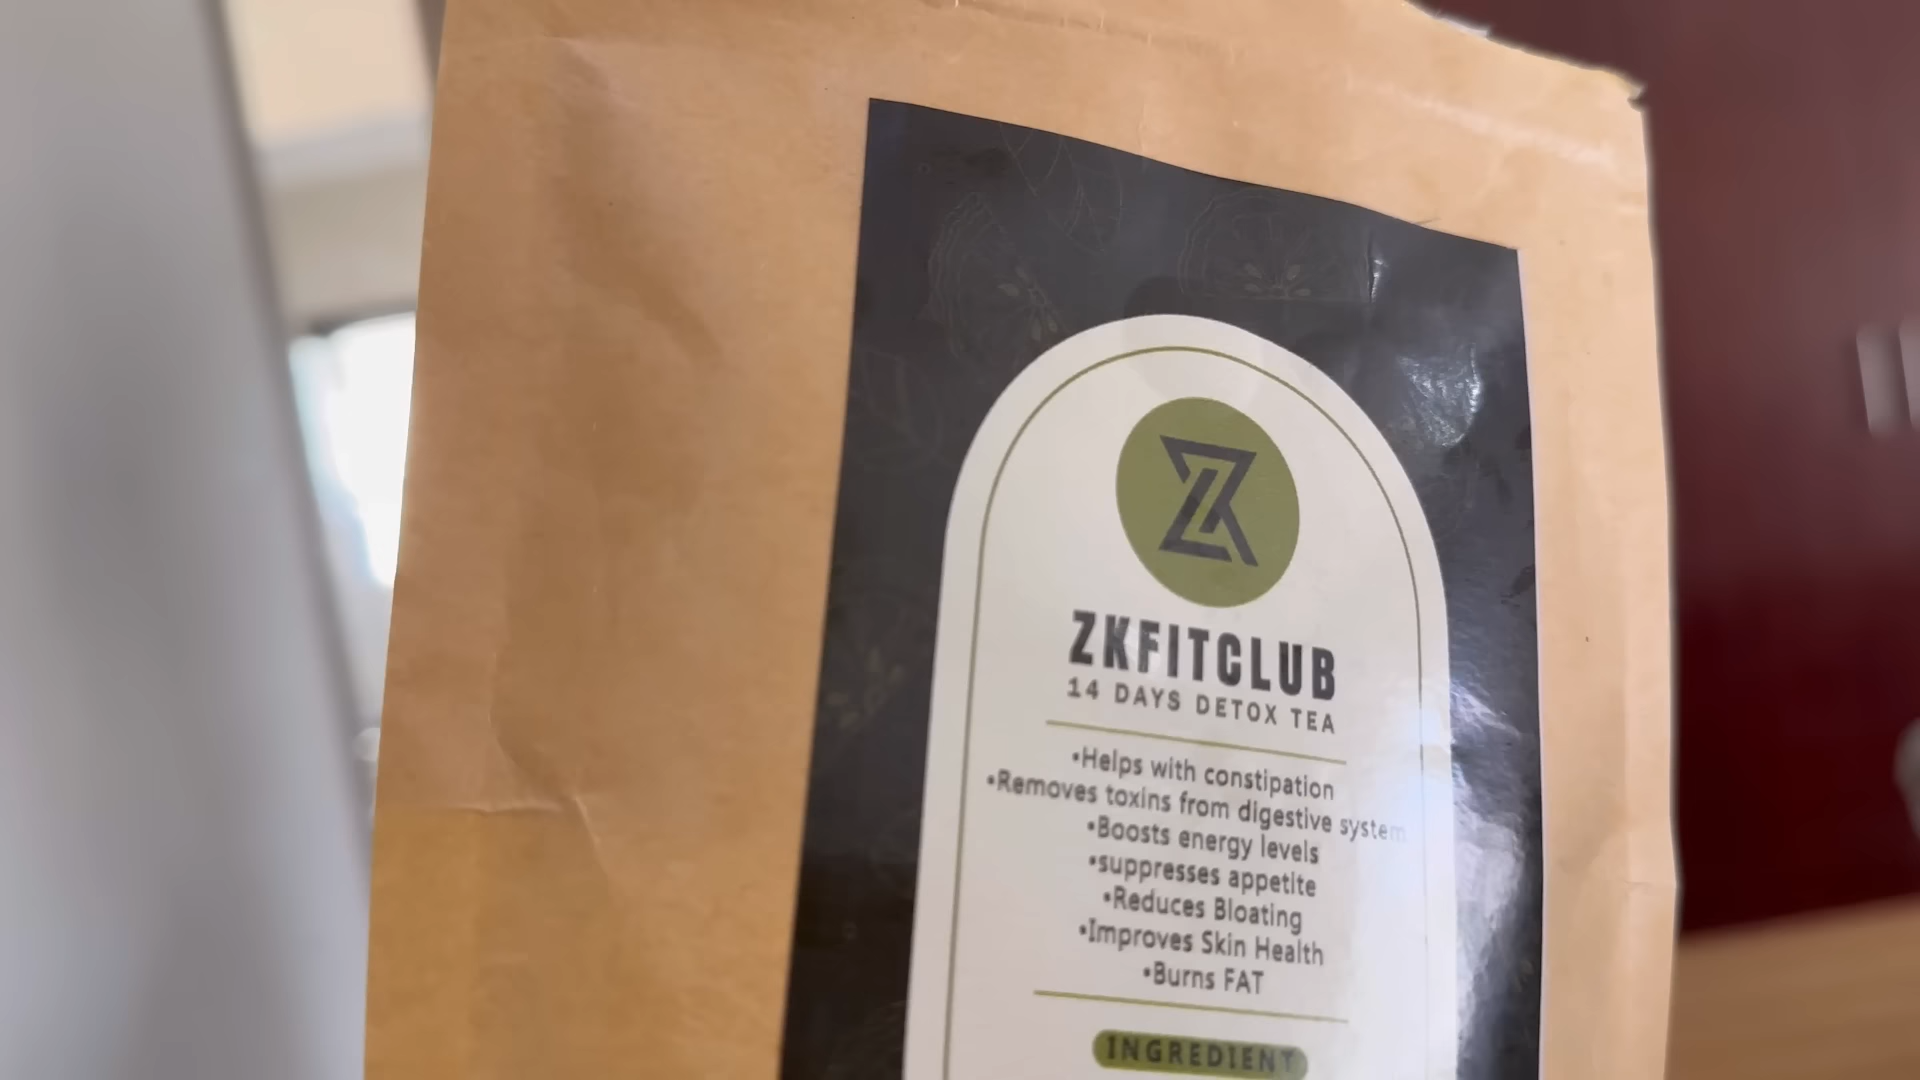 ZK
ZKFITCLUB
14 DAYS DETOX TEA
•Helps with constipation
•Removes toxins from digestive system
•Boosts energy levels
•suppresses appetite
•Reduces Bloating
•Improves Skin Health
•Burns FAT
INGREDIENT